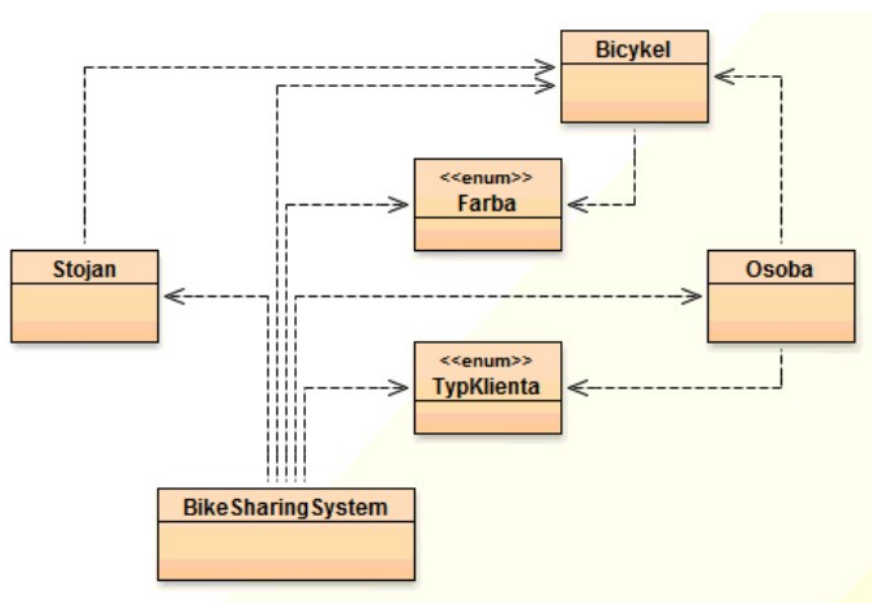 Bicykel
<<enum>>
Farba
Stojan
Osoba
<<enum>>
TypKlienta
BikeSharingSystem